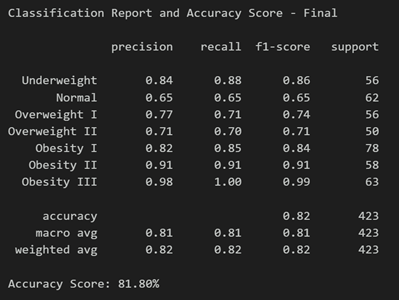 Classification Report and Accuracy Score - Final
precision recall f1-score support
Underweight 0.84 0.88 0.86 56
Normal 0.65 0.65 0.65 62
Overweight I 0.77 0.71 0.74 56
Overweight II 0.71 0.70 0.71 50
Obesity I 0.82 0.85 0.84 78
Obesity II 0.91 0.91 0.91 58
Obesity III 0.98 1.00 0.99 63
accuracy 0.82 423
macro avg 0.81 0.81 0.81 423
weighted avg 0.82 0.82 0.82 423
Accuracy Score: 81.80%